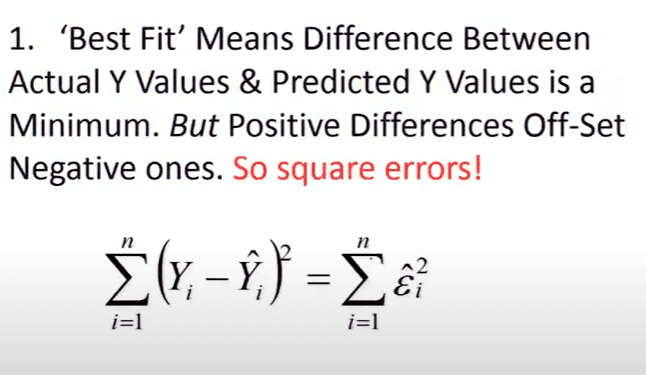 1. ‘Best Fit’ Means Difference Between
Actual Y Values & Predicted Y Values is a
Minimum. But Positive Differences Off-Set
Negative ones. So square errors!
$\sum_{i=1}^{n} \left( Y_i - \hat{Y}_i \right)^2 = \sum_{i=1}^{n} \hat{\varepsilon}_i^2$